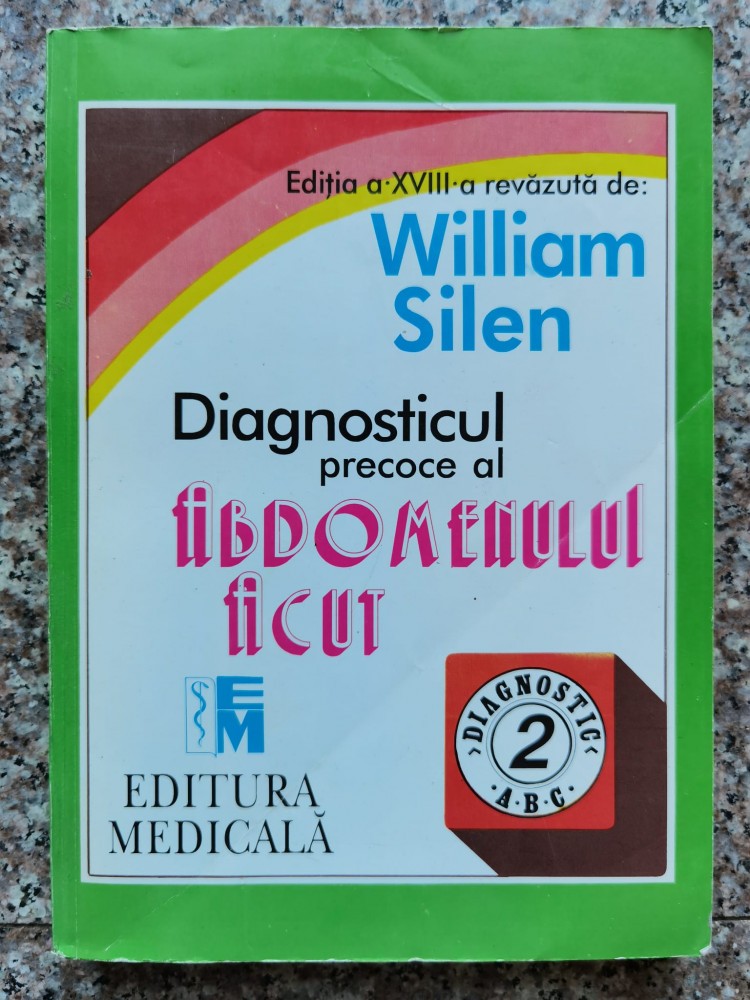 Ediția a·XVIII·a revăzută de:
William
Silen
Diagnosticul
precoce al
ABDOMENULUI
ACUT
EM
EDITURA
MEDICALĂ
DIAGNOSTIC
2
·A·B·C·